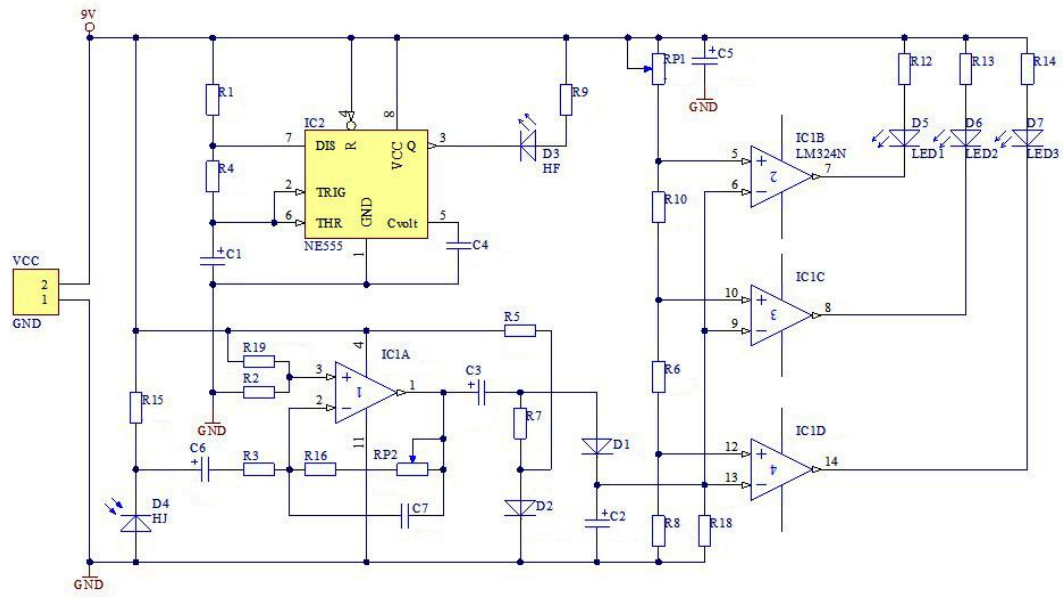 9V
R1
R4
IC2
7
DIS
4
R
8
VCC
Q
3
2
TRIG
6
THR
GND
Cvolt
5
NE555
1
C1
C4
D3
HF
R9
RP1
C5
GND
R12
R13
R14
IC1B
LM324N
5
6
2
7
D5
LED1
D6
LED2
D7
LED3
R10
VCC
2
1
GND
IC1C
10
9
3
8
R6
R5
R19
R2
GND
IC1A
4
3
2
1
1
11
C3
R7
R15
C6
R3
R16
RP2
C7
D4
HJ
D1
D2
C2
R8
R18
IC1D
12
13
4
14
GND